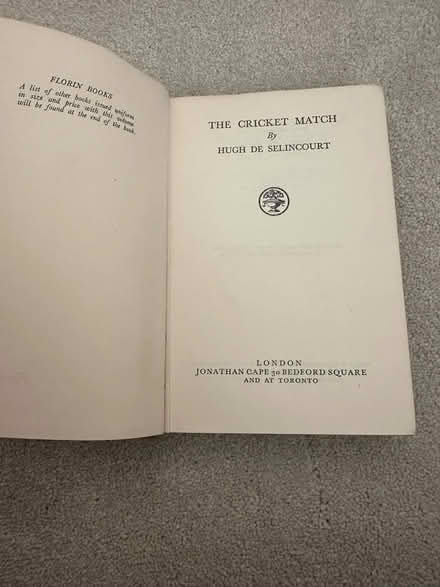 FLORIN BOOKS
A list of other books issued uniform
in size and price with this volume
will be found at the end of the book.
THE CRICKET MATCH
By
HUGH DE SELINCOURT
LONDON
JONATHAN CAPE 30 BEDFORD SQUARE
AND AT TORONTO